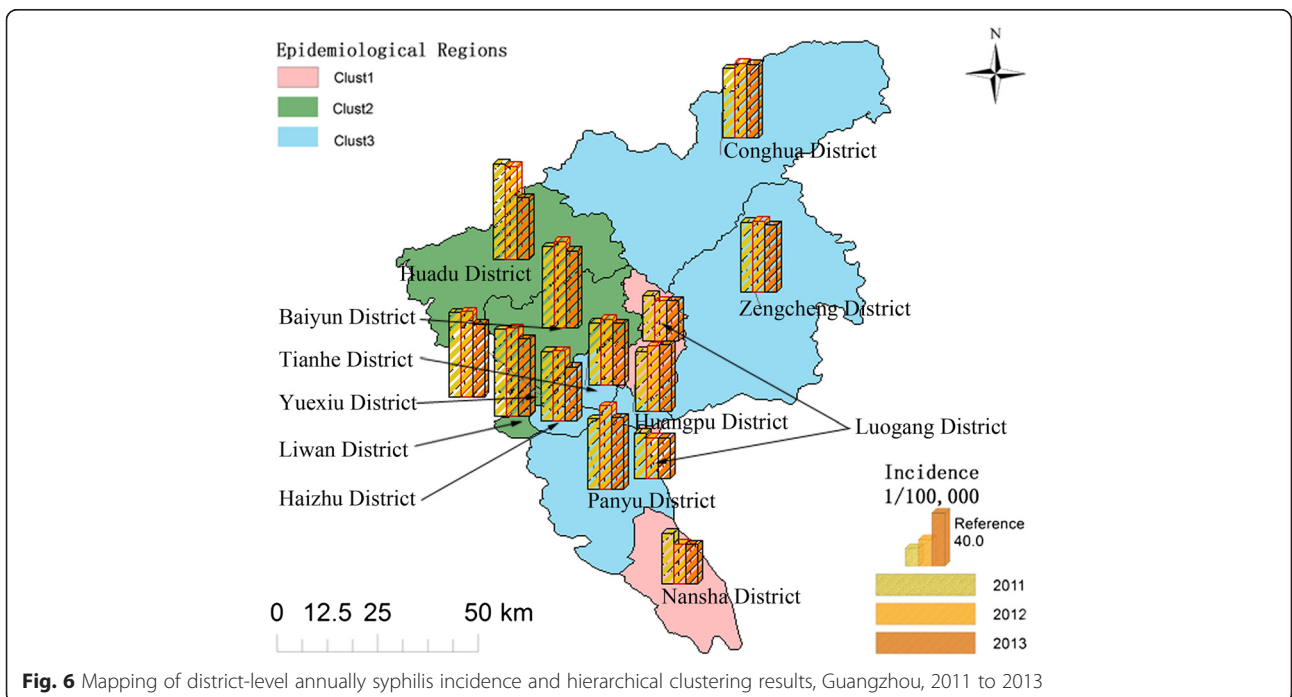 Epidemiological Regions
Clust1
Clust2
Clust3
N
Conghua District
Huadu District
Zengcheng District
Baiyun District
Tianhe District
Yuexiu District
Huangpu District
Luogang District
Liwan District
Haizhu District
Panyu District
Nansha District
Incidence
1/100,000
Reference
40.0
2011
2012
2013
0 12.5 25 50 km
Fig. 6 Mapping of district-level annually syphilis incidence and hierarchical clustering results, Guangzhou, 2011 to 2013